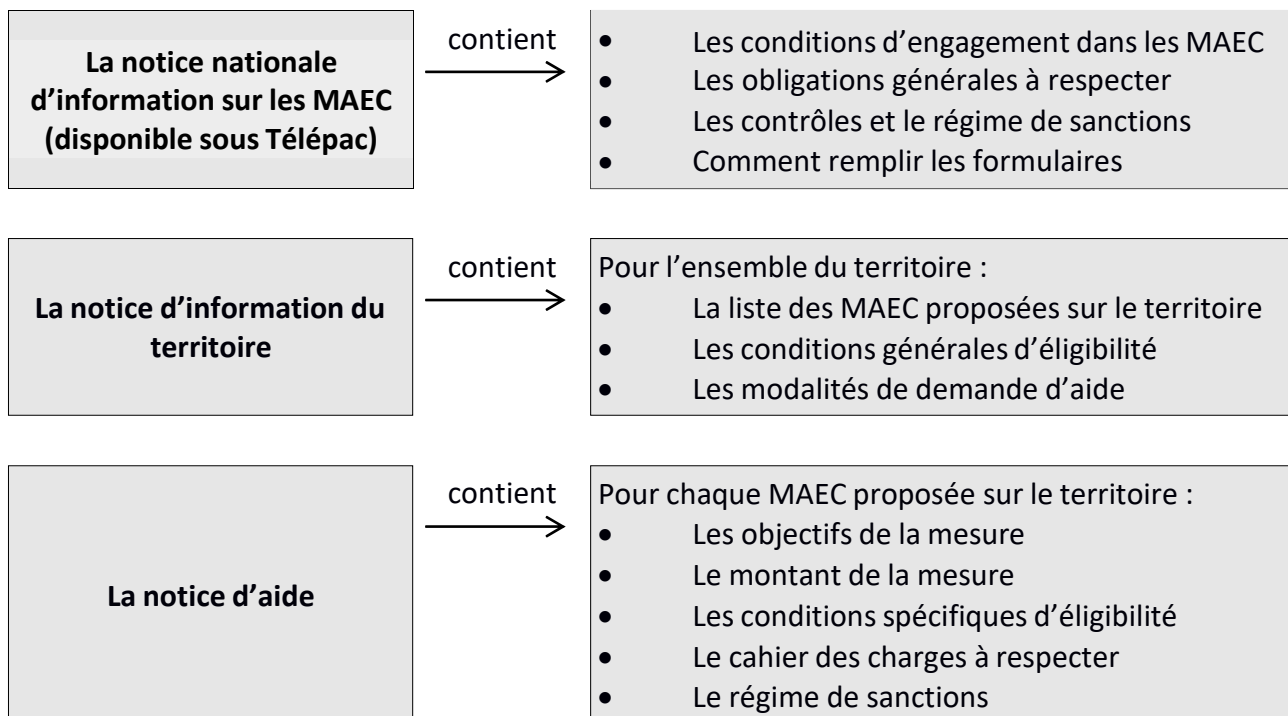 La notice nationale
d’information sur les MAEC
(disponible sous Télépac)
contient
• Les conditions d’engagement dans les MAEC
• Les obligations générales à respecter
• Les contrôles et le régime de sanctions
• Comment remplir les formulaires
La notice d’information du
territoire
contient
Pour l’ensemble du territoire :
• La liste des MAEC proposées sur le territoire
• Les conditions générales d’éligibilité
• Les modalités de demande d’aide
La notice d’aide
contient
Pour chaque MAEC proposée sur le territoire :
• Les objectifs de la mesure
• Le montant de la mesure
• Les conditions spécifiques d’éligibilité
• Le cahier des charges à respecter
• Le régime de sanctions